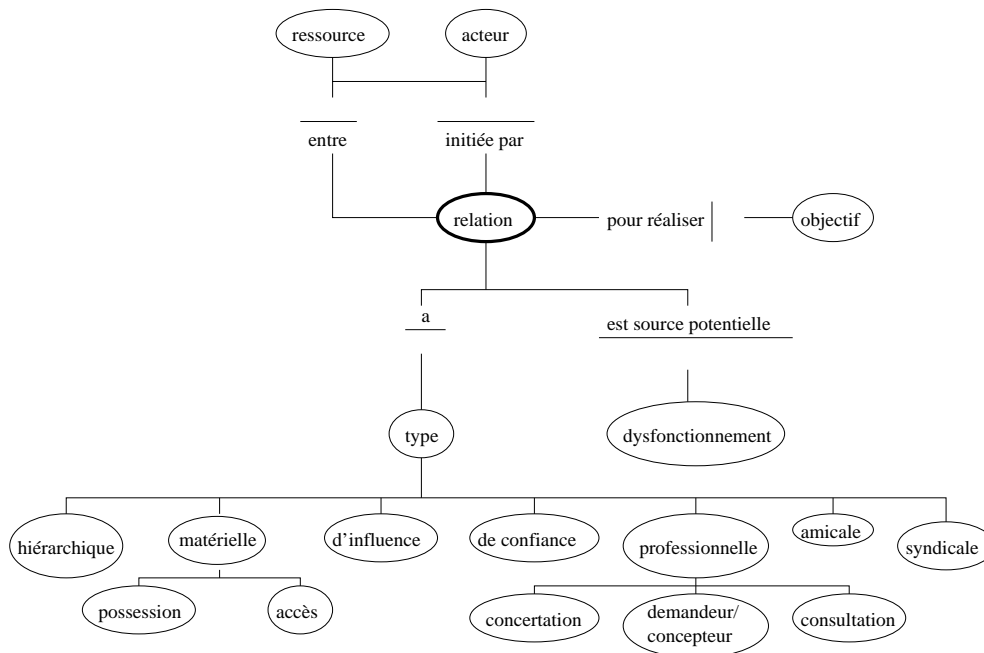 ressource
acteur
entre
initiée par
relation
pour réaliser
objectif
a
est source potentielle
type
dysfonctionnement
hiérarchique
matérielle
d'influence
de confiance
professionnelle
amicale
syndicale
possession
accès
concertation
demandeur/
concepteur
consultation